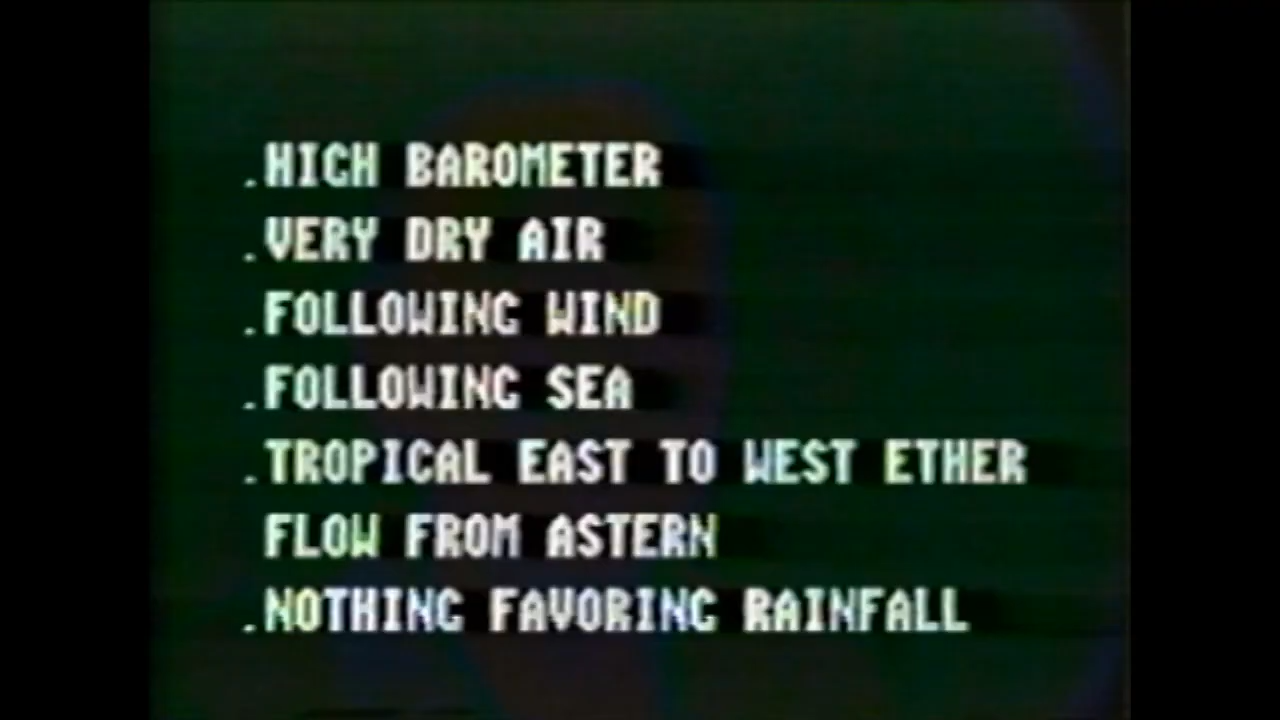 .HIGH BAROMETER
.VERY DRY AIR
.FOLLOWING WIND
.FOLLOWING SEA
.TROPICAL EAST TO WEST ETHER
FLOW FROM ASTERN
.NOTHING FAVORING RAINFALL